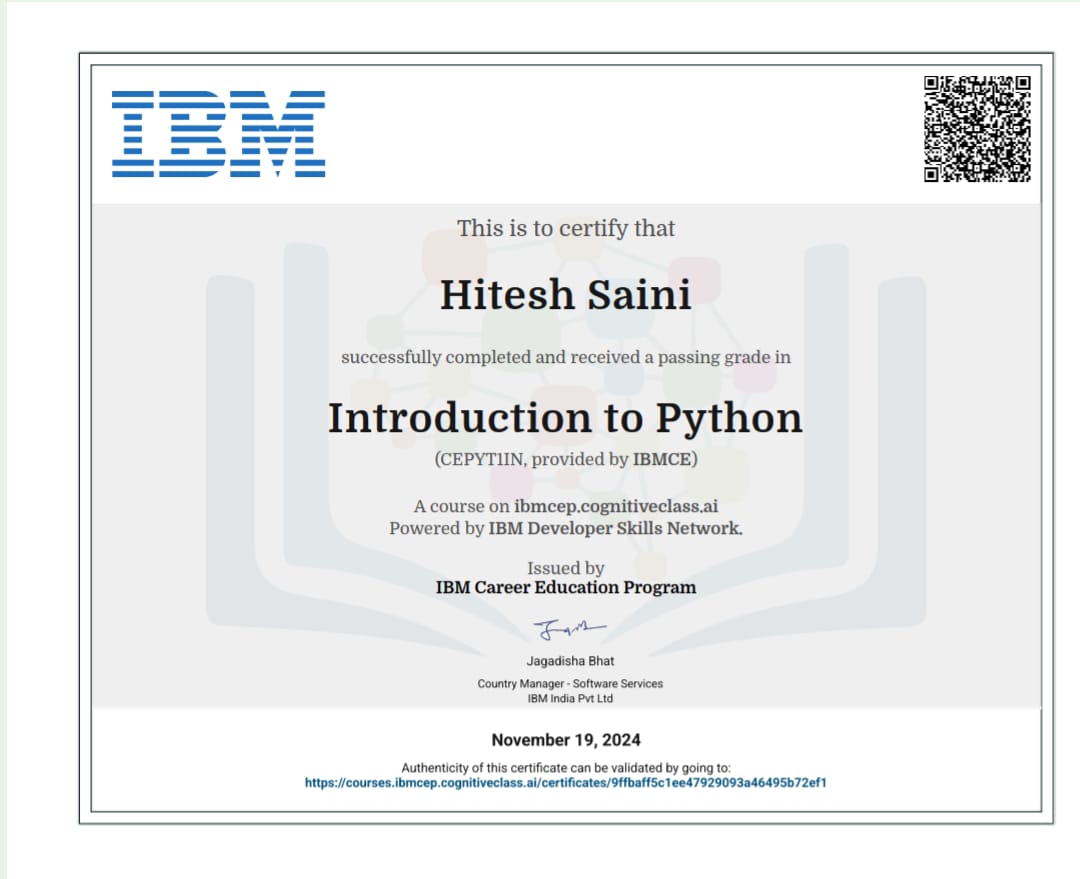 IBM
This is to certify that
Hitesh Saini
successfully completed and received a passing grade in
Introduction to Python
(CEPYT1IN, provided by IBMCE)
A course on ibmcep.cognitiveclass.ai
Powered by IBM Developer Skills Network.
Issued by
IBM Career Education Program
Jagadisha Bhat
Country Manager - Software Services
IBM India Pvt Ltd
November 19, 2024
Authenticity of this certificate can be validated by going to:
https://courses.ibmcep.cognitiveclass.ai/certificates/9ffbaff5c1ee47929093a46495b72ef1